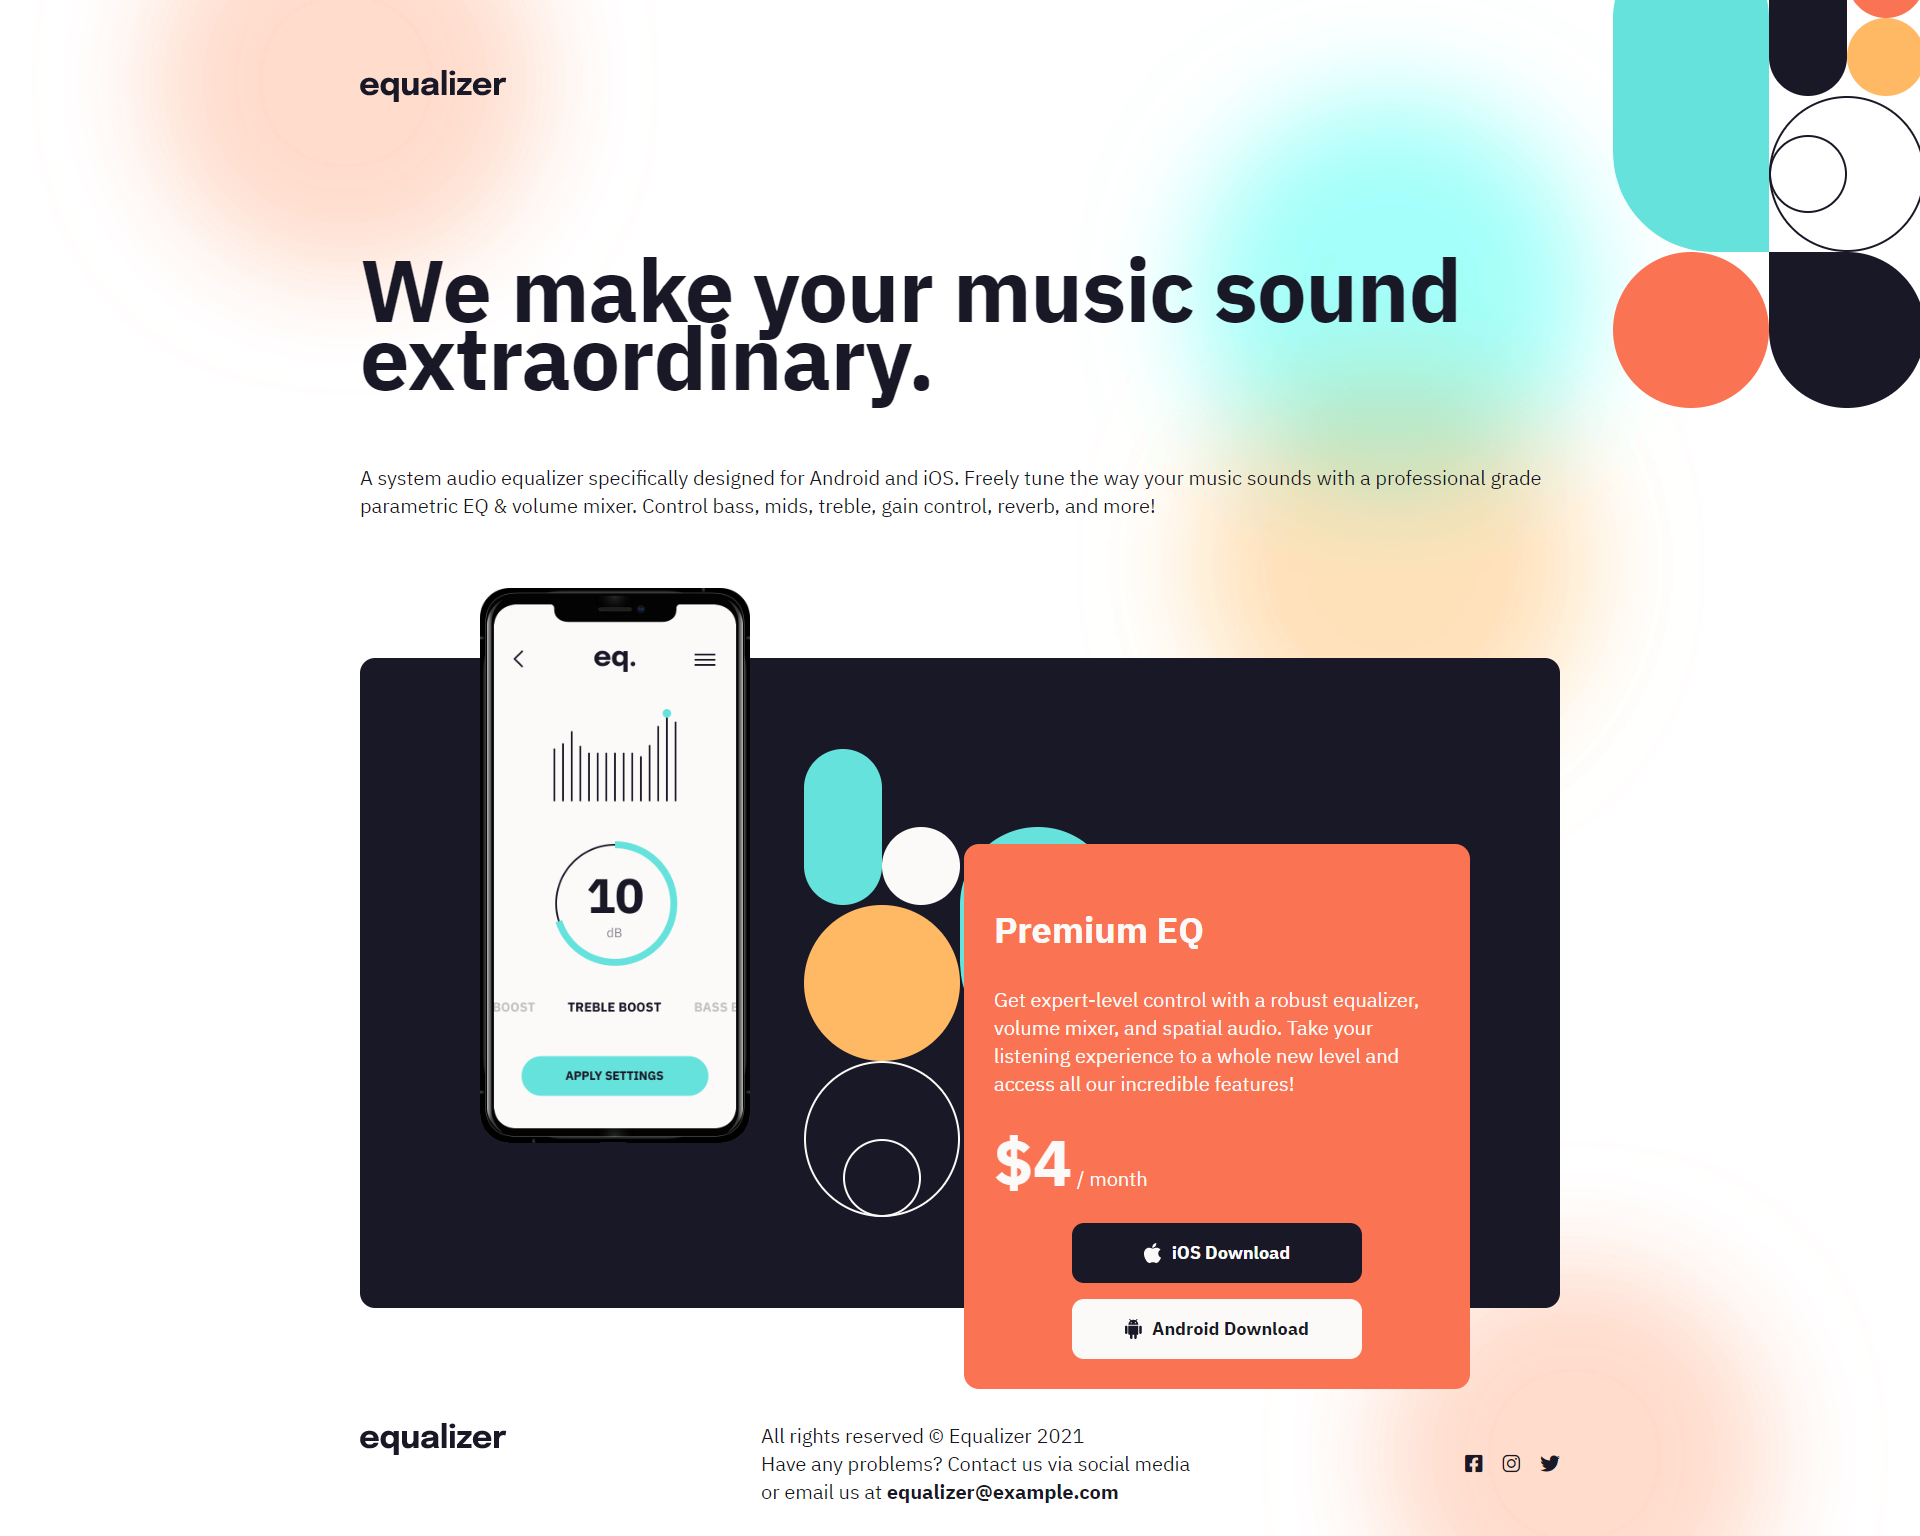 equalizer
We make your music sound
extraordinary.
A system audio equalizer specifically designed for Android and iOS. Freely tune the way your music sounds with a professional grade
parametric EQ & volume mixer. Control bass, mids, treble, gain control, reverb, and more!
eq.
10
dB
BOOST TREBLE BOOST BASS
APPLY SETTINGS
Premium EQ
Get expert-level control with a robust equalizer,
volume mixer, and spatial audio. Take your
listening experience to a whole new level and
access all our incredible features!
$4 / month
iOS Download
Android Download
equalizer
All rights reserved © Equalizer 2021
Have any problems? Contact us via social media
or email us at equalizer@example.com